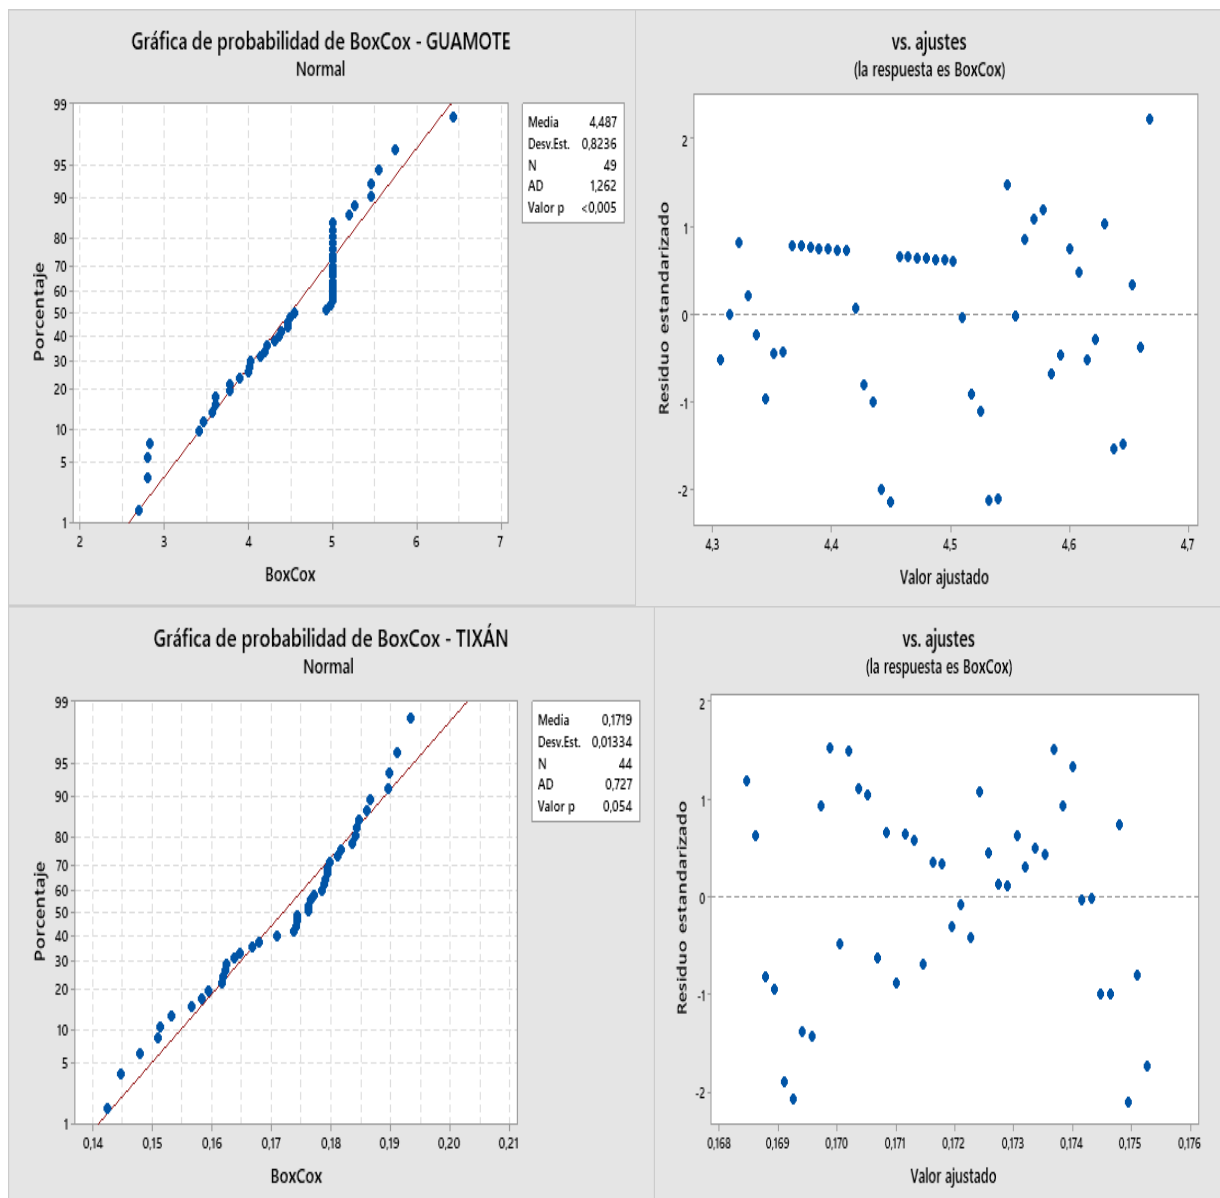 Gráfica de probabilidad de BoxCox - GUAMOTE
Normal
99
95
90
80
70
60
50
40
30
20
10
5
1
Porcentaje
2 3 4 5 6 7
BoxCox
Media 4,487
Desv.Est. 0,8236
N 49
AD 1,262
Valor p <0,005
vs. ajustes
(la respuesta es BoxCox)
2
1
0
-1
-2
Residuo estandarizado
4,3 4,4 4,5 4,6 4,7
Valor ajustado
Gráfica de probabilidad de BoxCox - TIXÁN
Normal
99
95
90
80
70
60
50
40
30
20
10
5
1
Porcentaje
0,14 0,15 0,16 0,17 0,18 0,19 0,20 0,21
BoxCox
Media 0,1719
Desv.Est. 0,01334
N 44
AD 0,727
Valor p 0,054
vs. ajustes
(la respuesta es BoxCox)
2
1
0
-1
-2
Residuo estandarizado
0,168 0,169 0,170 0,171 0,172 0,173 0,174 0,175 0,176
Valor ajustado